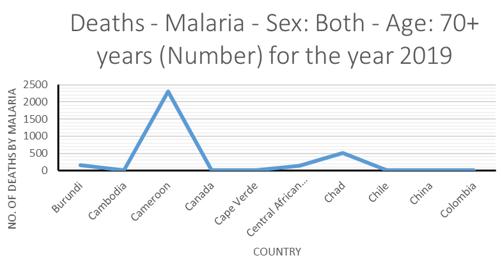 Deaths - Malaria - Sex: Both - Age: 70+
years (Number) for the year 2019
NO. OF DEATHS BY MALARIA
2500
2000
1500
1000
500
0
Burundi
Cambodia
Cameroon
Canada
Cape Verde
Central African...
Chad
Chile
China
Colombia
COUNTRY